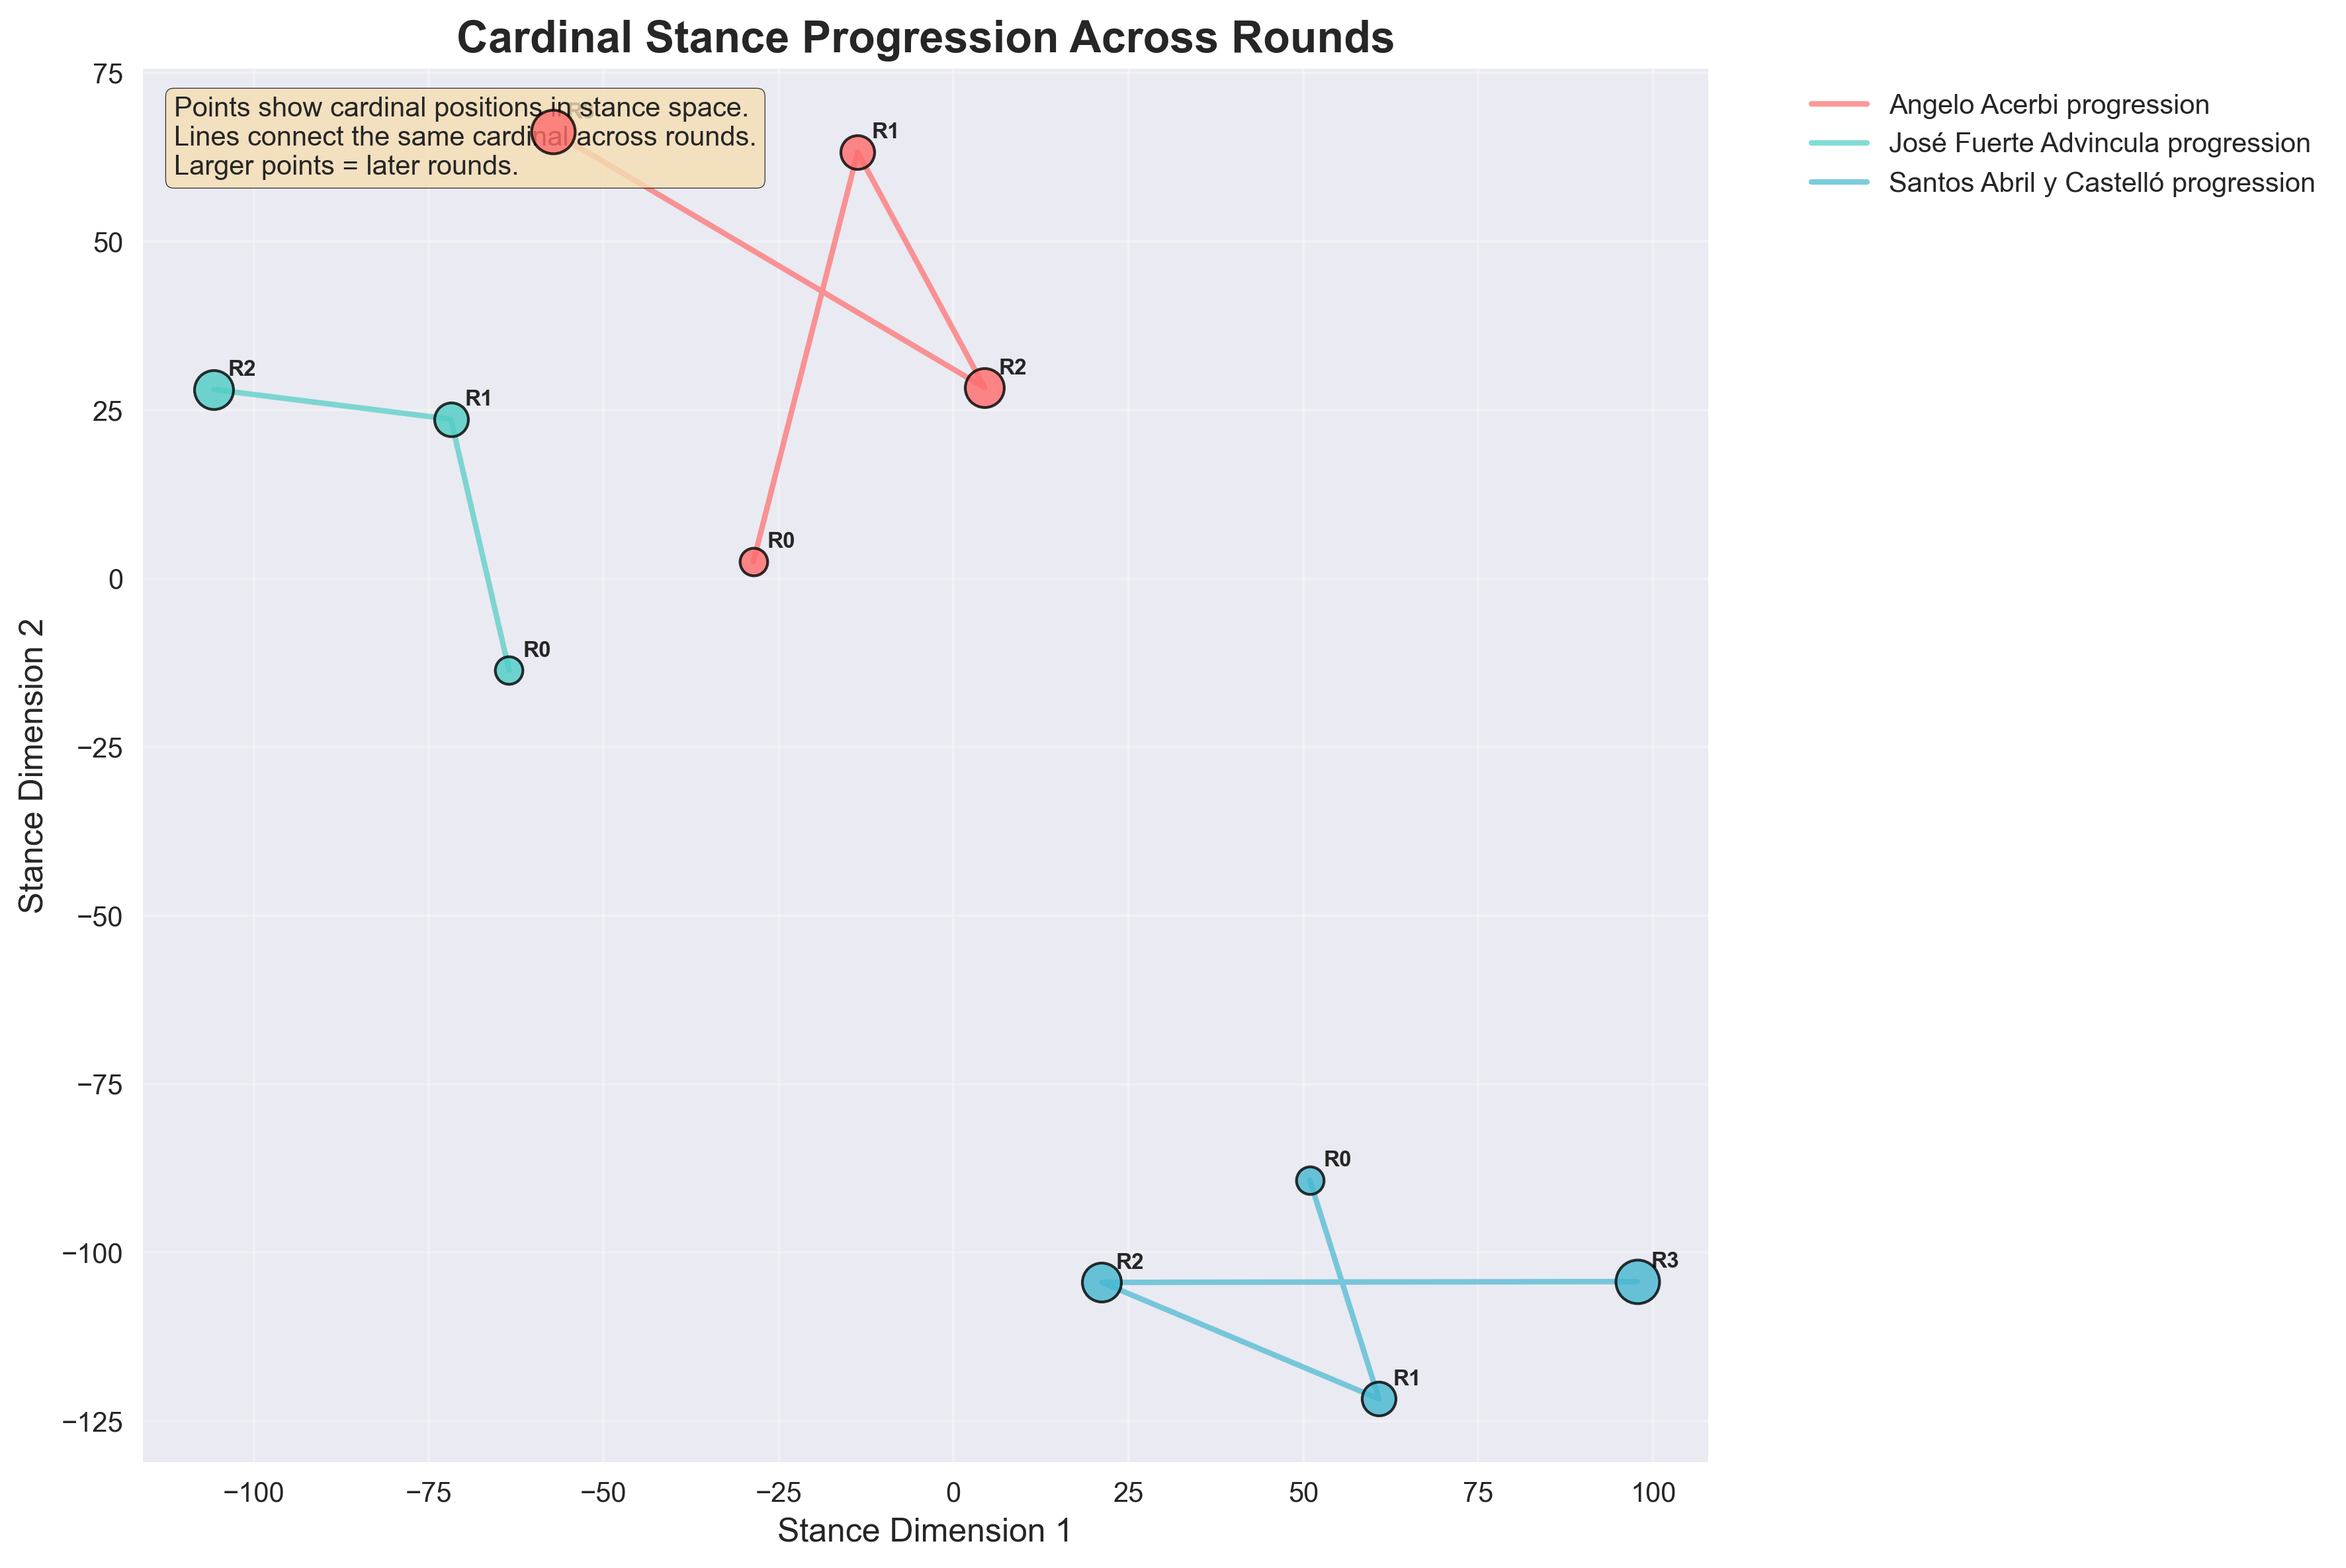 Cardinal Stance Progression Across Rounds
Points show cardinal positions in stance space.
Lines connect the same cardinal across rounds.
Larger points = later rounds.
Angelo Acerbi progression
José Fuerte Advincula progression
Santos Abril y Castelló progression
R1
R2
R2
R1
R0
R0
R0
R2
R3
R1
75
50
25
0
−25
−50
−75
−100
−125
Stance Dimension 2
−100
−75
−50
−25
0
25
50
75
100
Stance Dimension 1